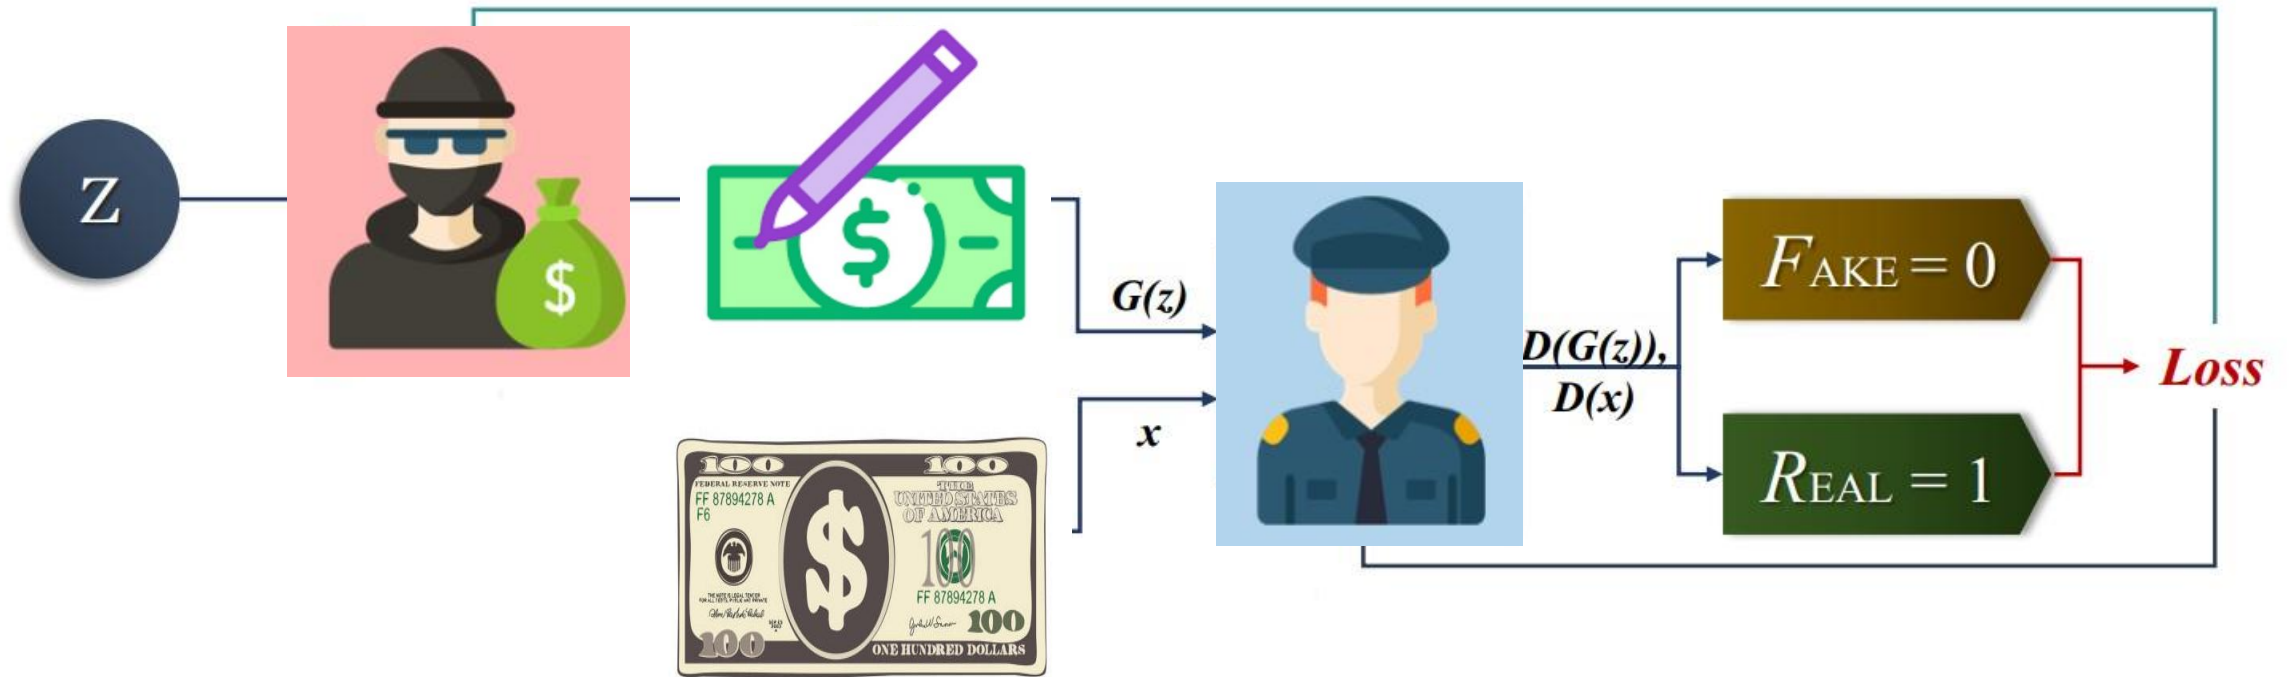 Z
$
$
G(z)
x
100 100
FEDERAL RESERVE NOTE
FF 87894278 A
F6
THE
UNITED STATES
OF AMERICA
$
100
FF 87894278 A
100
100
ONE HUNDRED DOLLARS
D(G(z)),
D(x)
FAKE = 0
REAL = 1
Loss